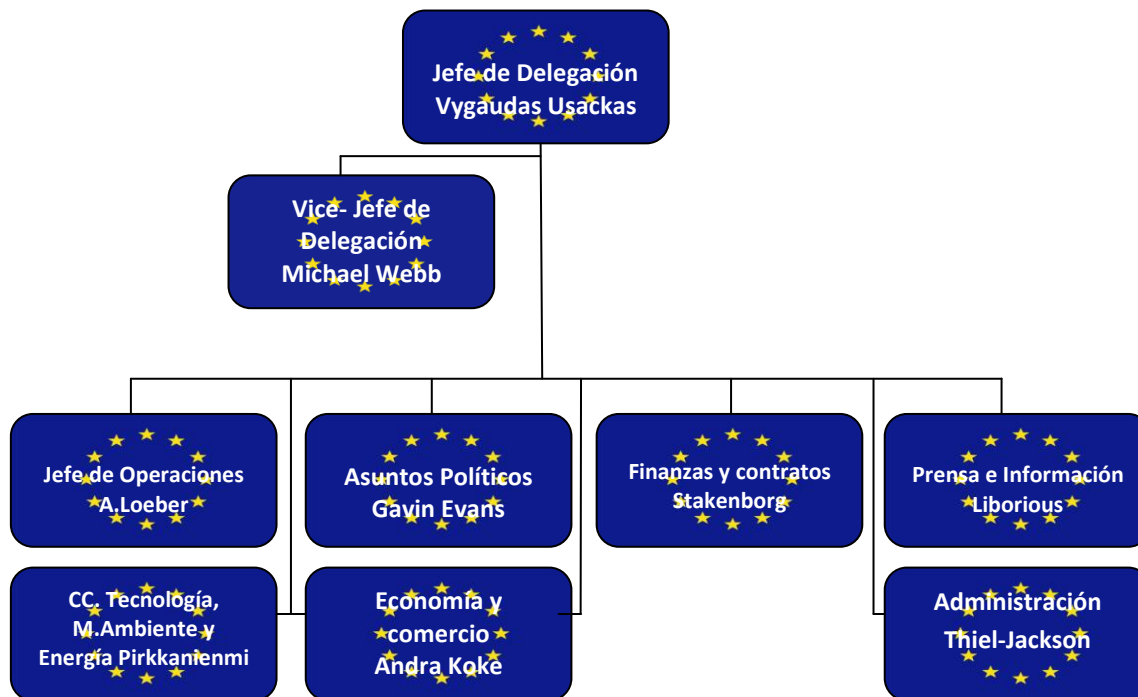 Jefe de Delegación
Vygaudas Usackas
Vice- Jefe de
Delegación
Michael Webb
Jefe de Operaciones
A.Loeber
Asuntos Políticos
Gavin Evans
Finanzas y contratos
Stakenborg
Prensa e Información
Liborious
CC. Tecnología,
M.Ambiente y
Energía Pirkkamenmi
Economía y
comercio
Andra Koke
Administración
Thiel-Jackson